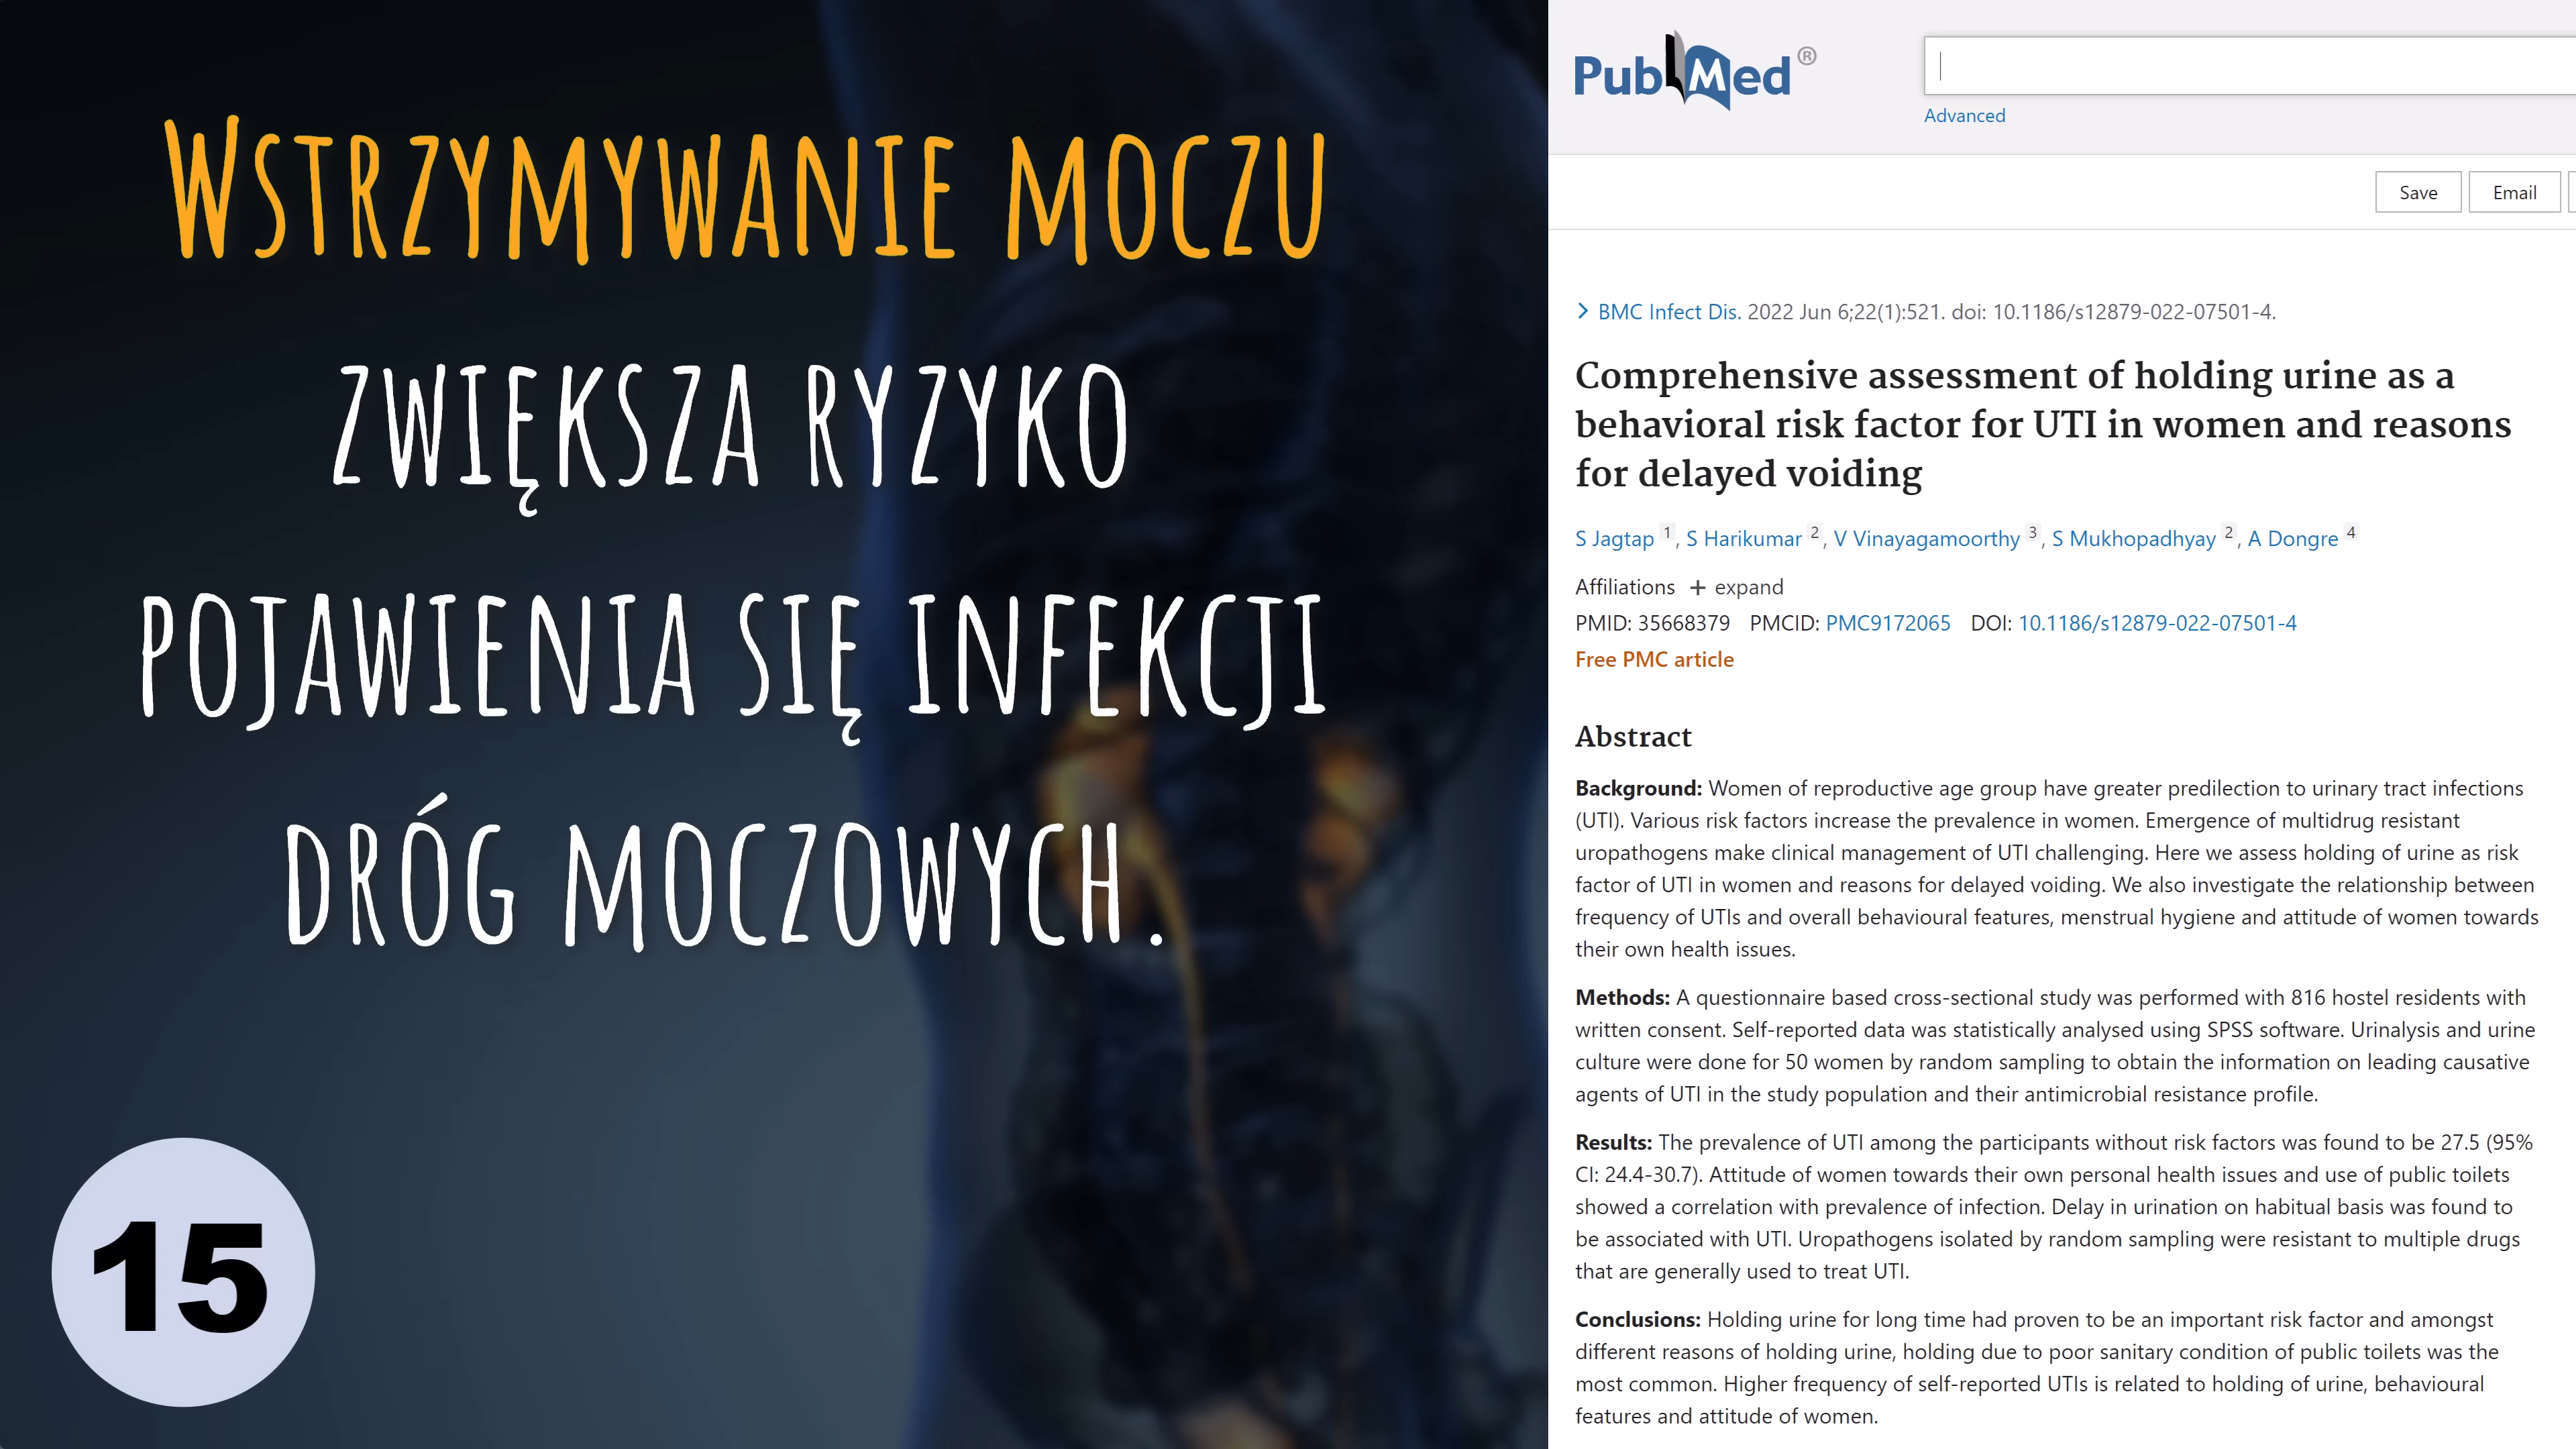 WSTRZYMYWANIE MOCZU
ZWIĘKSZA RYZYKO
POJAWIENIA SIĘ INFEKCJI
DRÓG MOCZOWYCH.
15
PubMed®
Advanced
Save
Email
BMC Infect Dis. 2022 Jun 6;22(1):521. doi: 10.1186/s12879-022-07501-4.
Comprehensive assessment of holding urine as a
behavioral risk factor for UTI in women and reasons
for delayed voiding
S Jagtap 1, S Harikumar 2, V Vinayagamoorthy 3, S Mukhopadhyay 2, A Dongre 4
Affiliations + expand
PMID: 35668379 PMCID: PMC9172065 DOI: 10.1186/s12879-022-07501-4
Free PMC article
Abstract
Background: Women of reproductive age group have greater predilection to urinary tract infections
(UTI). Various risk factors increase the prevalence in women. Emergence of multidrug resistant
uropathogens make clinical management of UTI challenging. Here we assess holding of urine as risk
factor of UTI in women and reasons for delayed voiding. We also investigate the relationship between
frequency of UTIs and overall behavioural features, menstrual hygiene and attitude of women towards
their own health issues.
Methods: A questionnaire based cross-sectional study was performed with 816 hostel residents with
written consent. Self-reported data was statistically analysed using SPSS software. Urinalysis and urine
culture were done for 50 women by random sampling to obtain the information on leading causative
agents of UTI in the study population and their antimicrobial resistance profile.
Results: The prevalence of UTI among the participants without risk factors was found to be 27.5 (95%
CI: 24.4-30.7). Attitude of women towards their own personal health issues and use of public toilets
showed a correlation with prevalence of infection. Delay in urination on habitual basis was found to
be associated with UTI. Uropathogens isolated by random sampling were resistant to multiple drugs
that are generally used to treat UTI.
Conclusions: Holding urine for long time had proven to be an important risk factor and amongst
different reasons of holding urine, holding due to poor sanitary condition of public toilets was the
most common. Higher frequency of self-reported UTIs is related to holding of urine, behavioural
features and attitude of women.